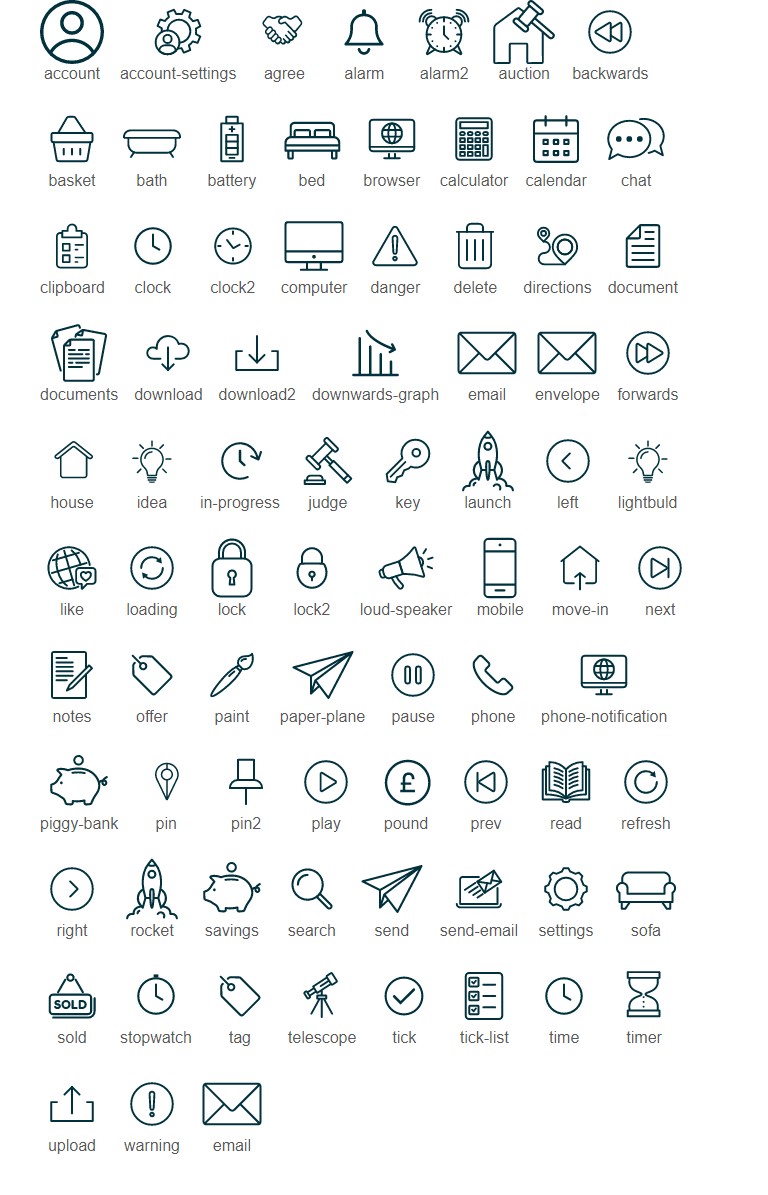 account account-settings agree alarm alarm2 auction backwards
basket bath battery bed browser calculator calendar chat
clipboard clock clock2 computer danger delete directions document
documents download download2 downwards-graph email envelope forwards
house idea in-progress judge key launch left lightbuld
like loading lock lock2 loud-speaker mobile move-in next
notes offer paint paper-plane pause phone phone-notification
£
piggy-bank pin pin2 play pound prev read refresh
right rocket savings search send send-email settings sofa
SOLD
sold stopwatch tag telescope tick tick-list time timer
upload warning email